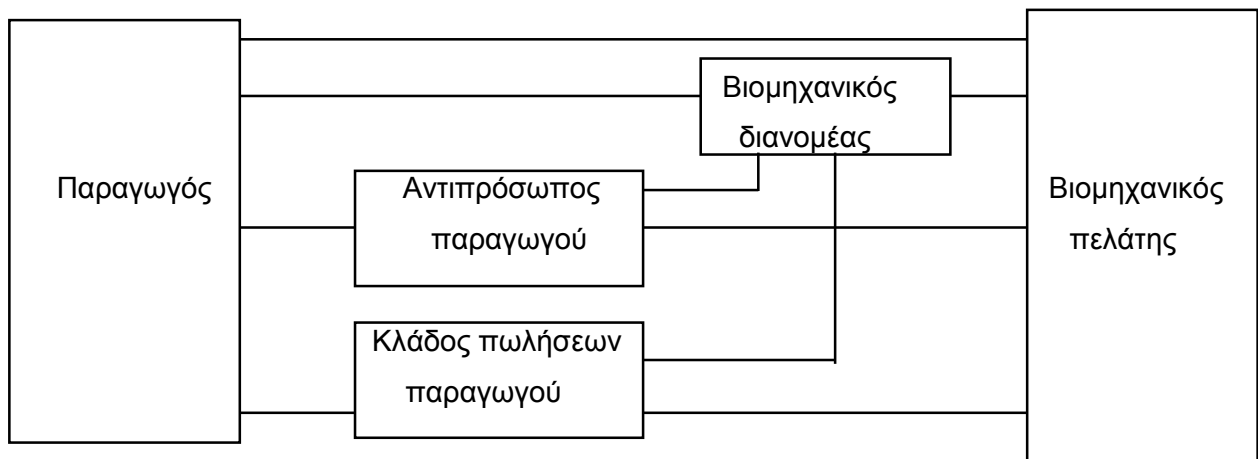 Βιομηχανικός
διανομέας
Παραγωγός
Αντιπρόσωπος
παραγωγού
Βιομηχανικός
πελάτης
Κλάδος πωλήσεων
παραγωγού